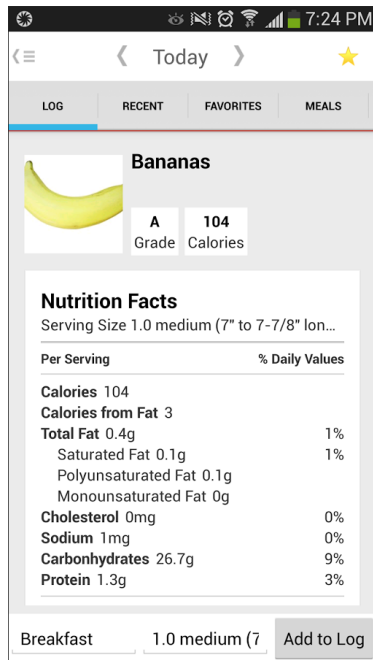 7:24 PM
Today
LOG RECENT FAVORITES MEALS
Bananas
A 104
Grade Calories
Nutrition Facts
Serving Size 1.0 medium (7" to 7-7/8" lon...
Per Serving % Daily Values
Calories 104
Calories from Fat 3
Total Fat 0.4g 1%
Saturated Fat 0.1g 1%
Polyunsaturated Fat 0.1g
Monounsaturated Fat 0g
Cholesterol 0mg 0%
Sodium 1mg 0%
Carbonhydrates 26.7g 9%
Protein 1.3g 3%
Breakfast 1.0 medium (7 Add to Log